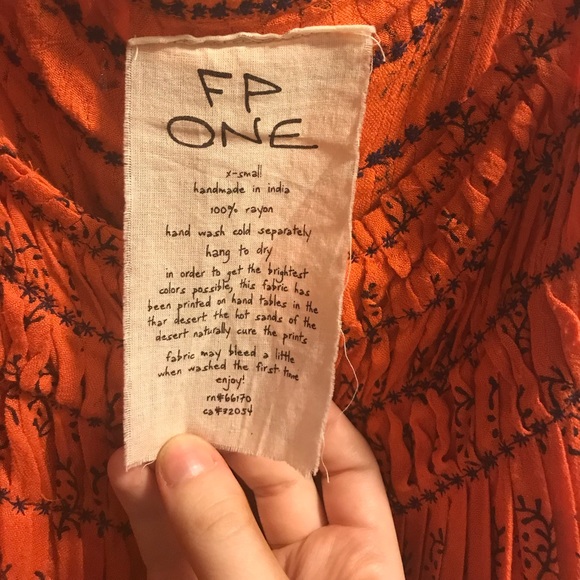 FP
ONE
x-small
handmade in india
100% rayon
hand wash cold separately
hang to dry
in order to get the brightest
colors possible, this fabric has
been printed on hand tables in the
thar desert the hot sands of the
desert naturally cure the prints
fabric may bleed a little
when washed the first time
enjoy!
rn#66170
ca#32054